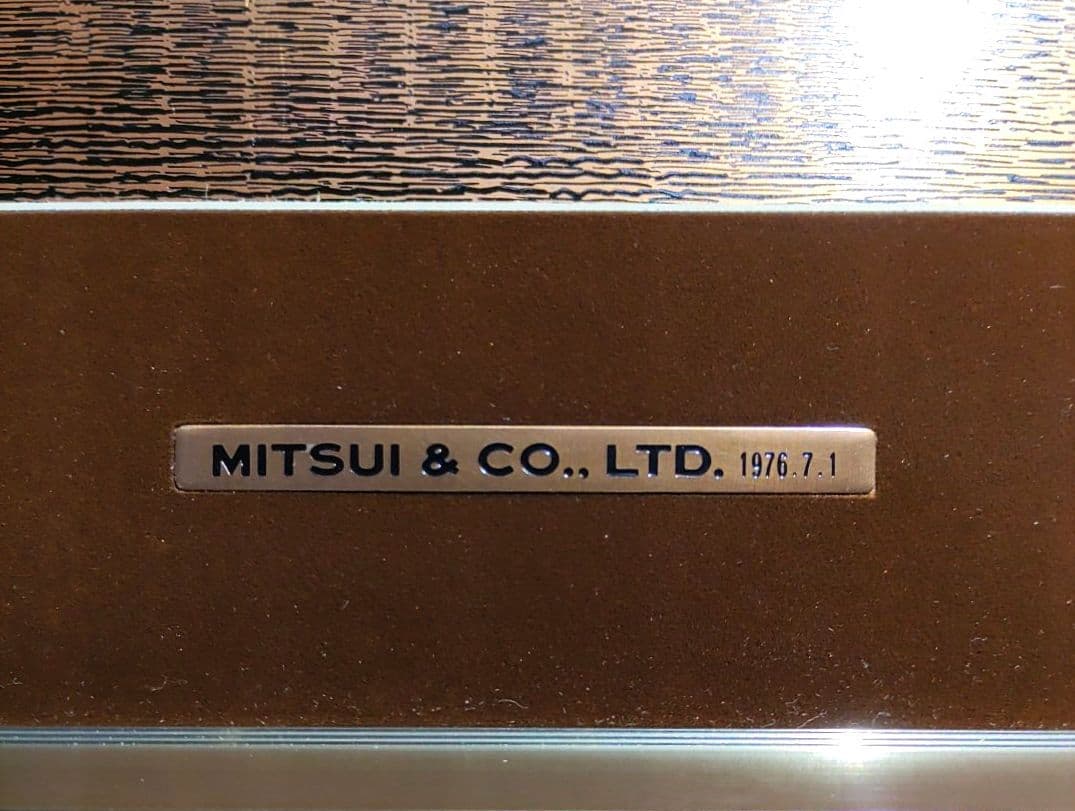 MITSUI & CO., LTD. 1976.7.1